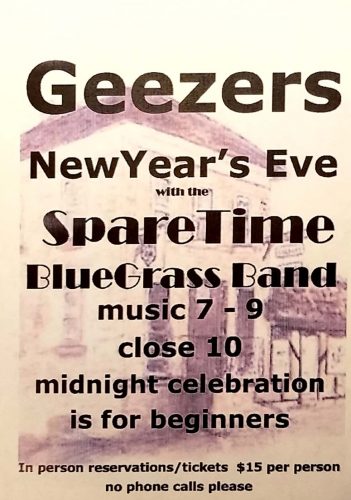 Geezers
NewYear's Eve
with the
SpareTime
BlueGrass Band
music 7 - 9
close 10
midnight celebration
is for beginners
In person reservations/tickets $15 per person
no phone calls please